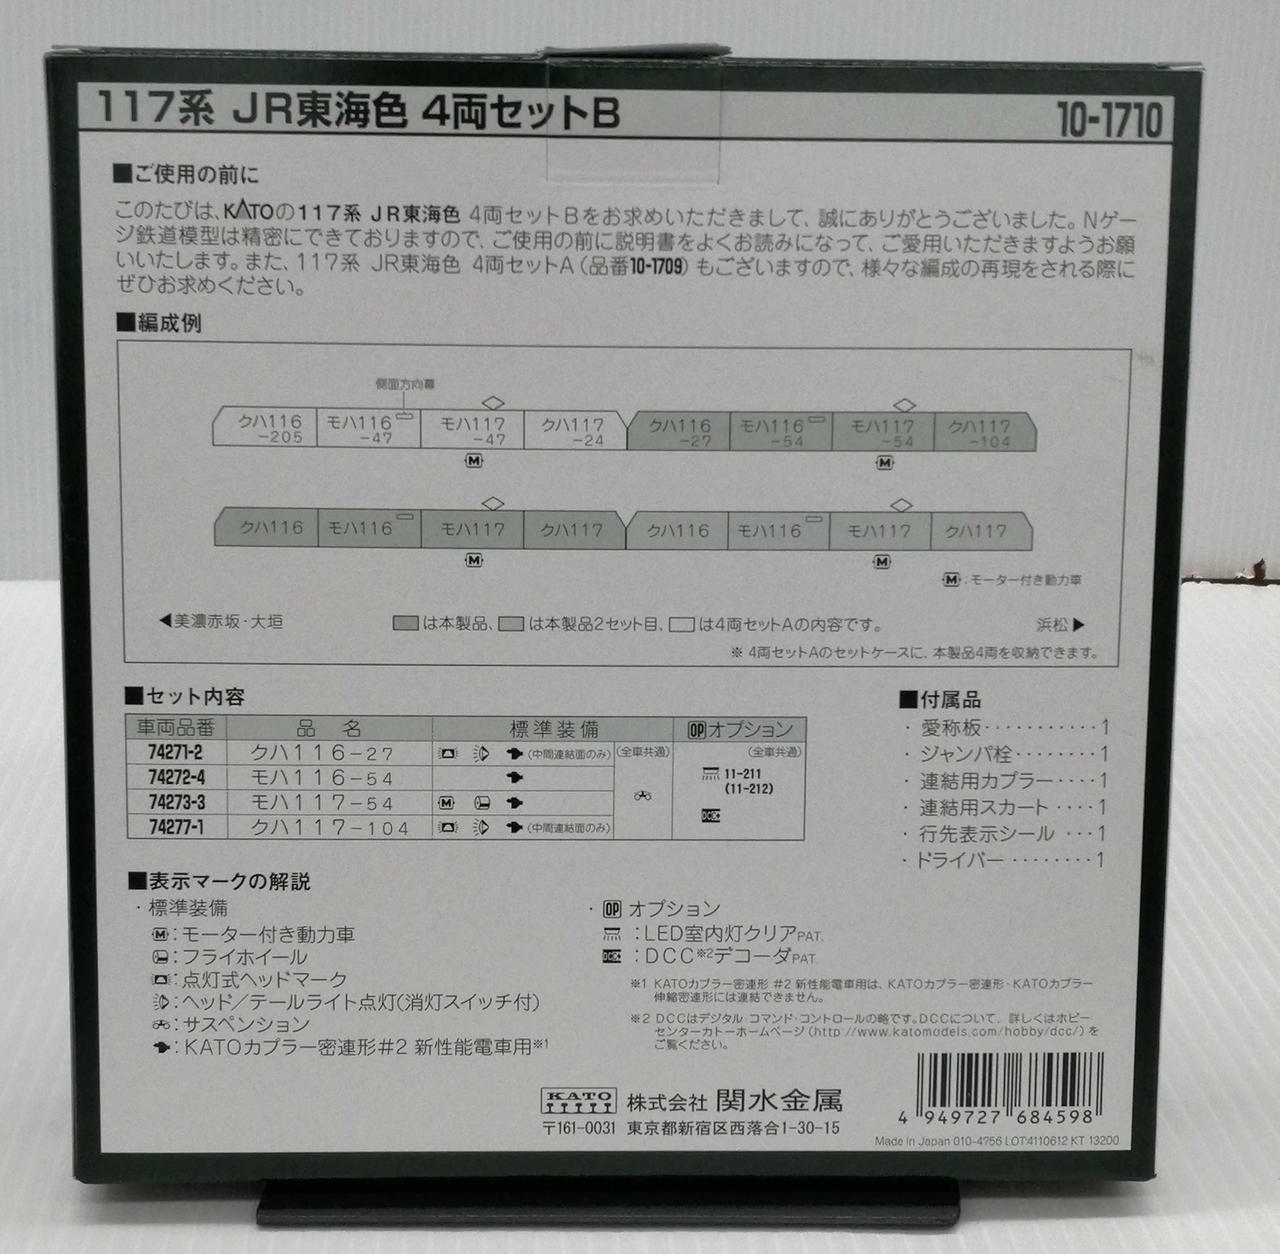 117系 JR東海色 4両セットB
10-1710
■ご使用の前に
このたびは、KATOの117系 JR東海色 4両セットBをお求めいただきまして、誠にありがとうございました。Nゲー
ジ鉄道模型は精密にできておりますので、ご使用の前に説明書をよくお読みになって、ご愛用いただきますようお願
いいたします。また、117系 JR東海色 4両セットA(品番10-1709)もございますので、様々な編成の再現をされる際に
ぜひお求めください。
■編成例
側面方向幕
クハ116-205 モハ116-47 モハ117-47 クハ117-24 クハ116-27 モハ116-54 モハ117-54 クハ117-104
M M
クハ116 モハ116 モハ117 クハ117 クハ116 モハ116 モハ117 クハ117
M M
M:モーター付き動力車
◀美濃赤坂・大垣
は本製品、 は本製品2セット目、 は4両セットAの内容です。
浜松▶
※ 4両セットAのセットケースに、本製品4両を収納できます。
■セット内容
車両品番 品 名 標準装備 OPオプション
74271-2 クハ116-27 (中間連結面のみ) (全車共通) (全車共通)
74272-4 モハ116-54 11-211
(11-212)
74273-3 モハ117-54 M DCC
74277-1 クハ117-104 (中間連結面のみ)
■付属品
・愛称板・・・・・・・・・・1
・ジャンパ栓・・・・・・・・1
・連結用カプラー・・・・1
・連結用スカート・・・・1
・行先表示シール・・・1
・ドライバー・・・・・・・・1
■表示マークの解説
・標準装備
M:モーター付き動力車
:フライホイール
:点灯式ヘッドマーク
:ヘッド/テールライト点灯(消灯スイッチ付)
:サスペンション
:KATOカプラー密連形#2 新性能電車用※1
・OP オプション
:LED室内灯クリアPAT.
DCC:DCC※2デコーダPAT.
※1 KATOカプラー密連形 #2 新性能電車用は、KATOカプラー密連形・KATOカプラー
伸縮密連形には連結できません。
※2 DCCはデジタル・コマンド・コントロールの略です。DCCについて、詳しくはホビー
センターカトーホームページ(http://www.katomodels.com/hobby/dcc/)を
ご覧ください。
KATO 株式会社 関水金属
〒161-0031 東京都新宿区西落合1-30-15
4 949727 684598
Made in Japan 010-4756 LOT:4110612 KT 13200